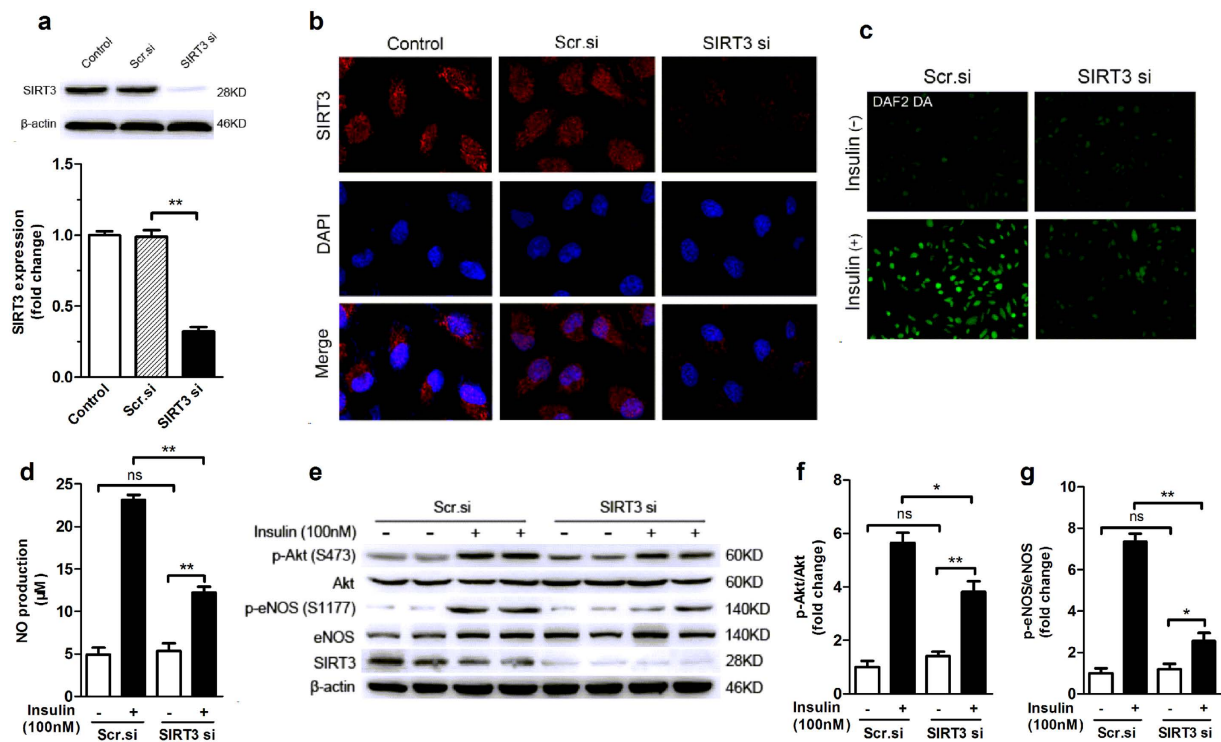 a
Control
Scr.si
SIRT3 si
SIRT3
28KD
β-actin
46KD
SIRT3 expression
(fold change)
1.5
1.0
0.5
0.0
**
Control
Scr.si
SIRT3 si
b
Control
Scr.si
SIRT3 si
SIRT3
DAPI
Merge
c
Scr.si
SIRT3 si
DAF2 DA
Insulin (-)
Insulin (+)
d
NO production
(μM)
25
20
15
10
5
0
**
ns
**
Insulin
(100nM)
- + - +
Scr.si SIRT3 si
e
Scr.si SIRT3 si
Insulin (100nM) - - + + - - + +
p-Akt (S473) 60KD
Akt 60KD
p-eNOS (S1177) 140KD
eNOS 140KD
SIRT3 28KD
β-actin 46KD
f
p-Akt/Akt
(fold change)
8
6
4
2
0
*
ns
**
Insulin
(100nM)
- + - +
Scr.si SIRT3 si
g
p-eNOS/eNOS
(fold change)
10
8
6
4
2
0
**
ns
*
Insulin
(100nM)
- + - +
Scr.si SIRT3 si